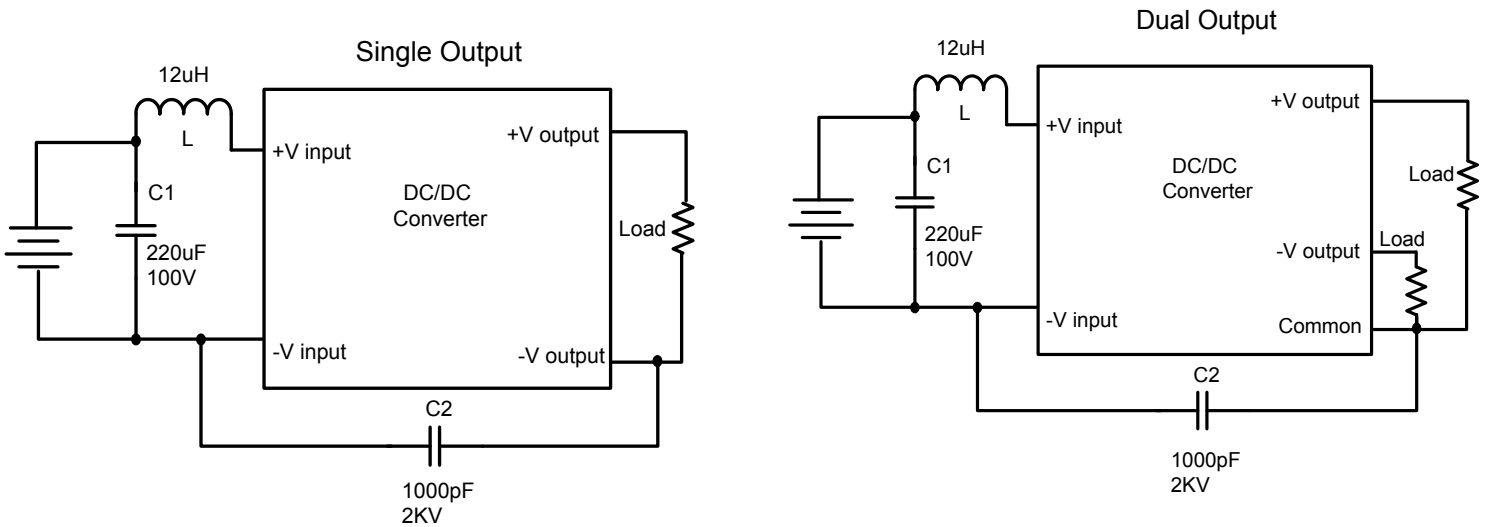 Single Output
12uH
L
+V input
C1
220uF
100V
-V input
DC/DC
Converter
+V output
Load
-V output
C2
1000pF
2KV
Dual Output
12uH
L
+V input
C1
220uF
100V
-V input
DC/DC
Converter
+V output
Load
-V output
Load
Common
C2
1000pF
2KV